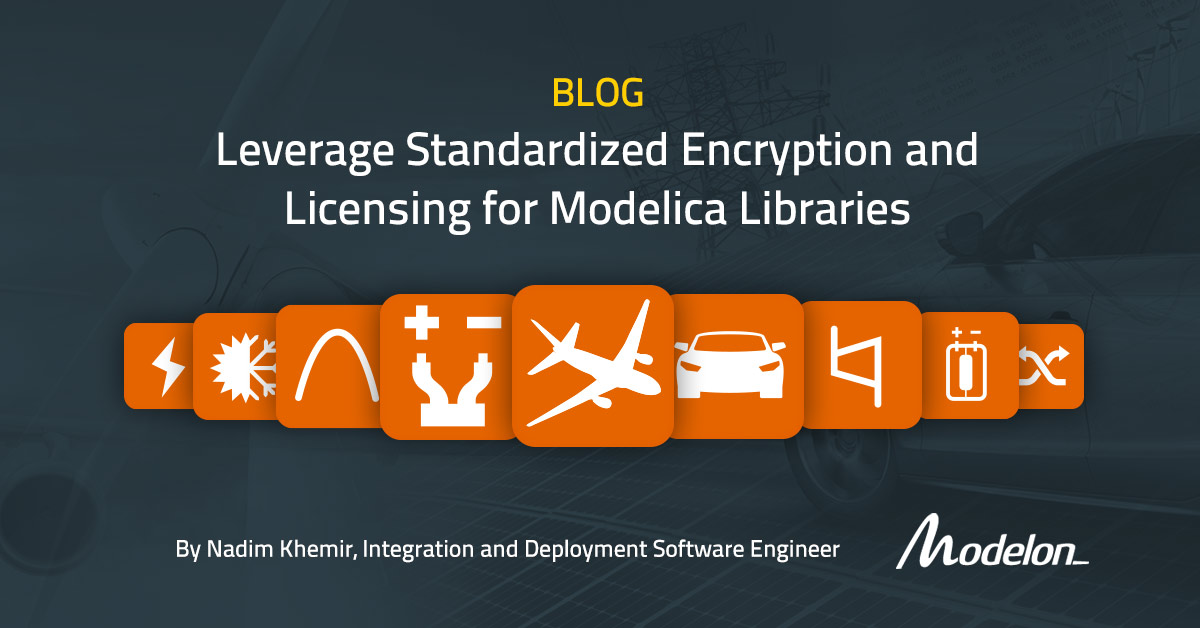 BLOG
Leverage Standardized Encryption and
Licensing for Modelica Libraries
By Nadim Khemir, Integration and Deployment Software Engineer
Modelon